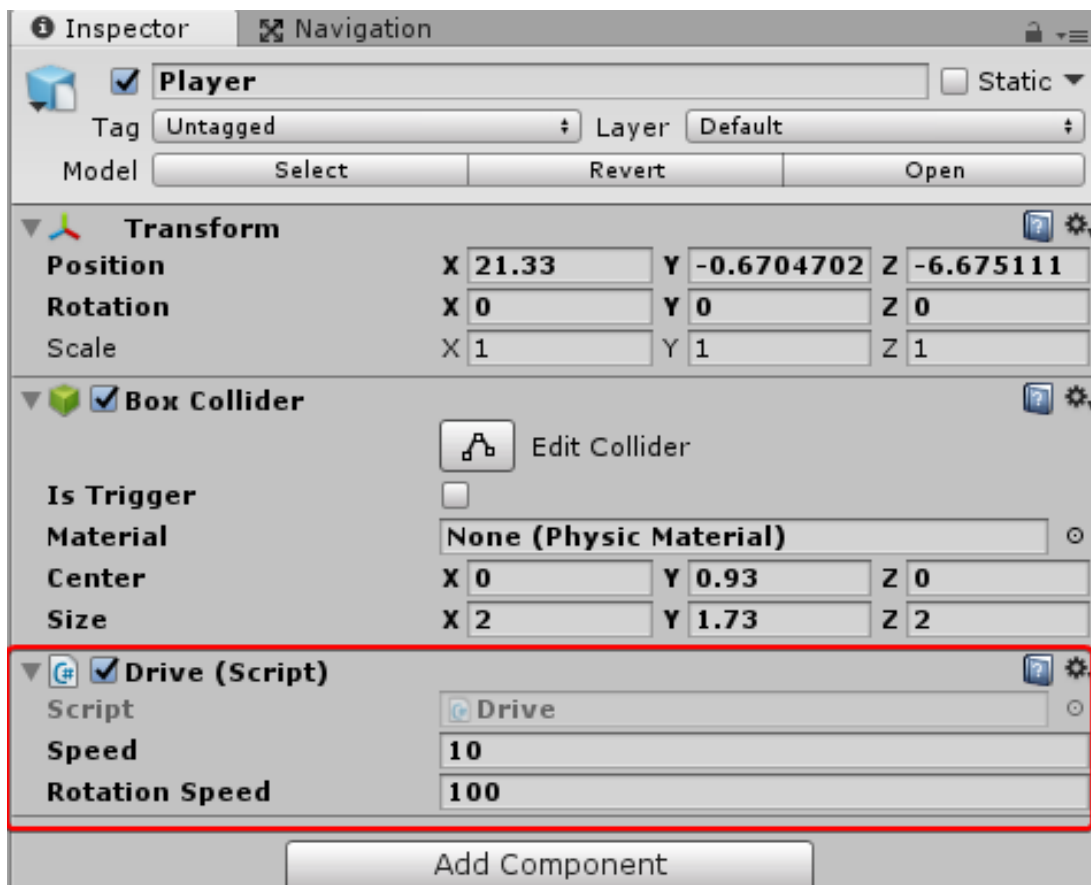 Inspector Navigation
Player Static
Tag Untagged Layer Default
Model Select Revert Open
Transform
Position X 21.33 Y -0.6704702 Z -6.675111
Rotation X 0 Y 0 Z 0
Scale X 1 Y 1 Z 1
Box Collider
Edit Collider
Is Trigger
Material None (Physic Material)
Center X 0 Y 0.93 Z 0
Size X 2 Y 1.73 Z 2
C# Drive (Script)
Script Drive
Speed 10
Rotation Speed 100
Add Component